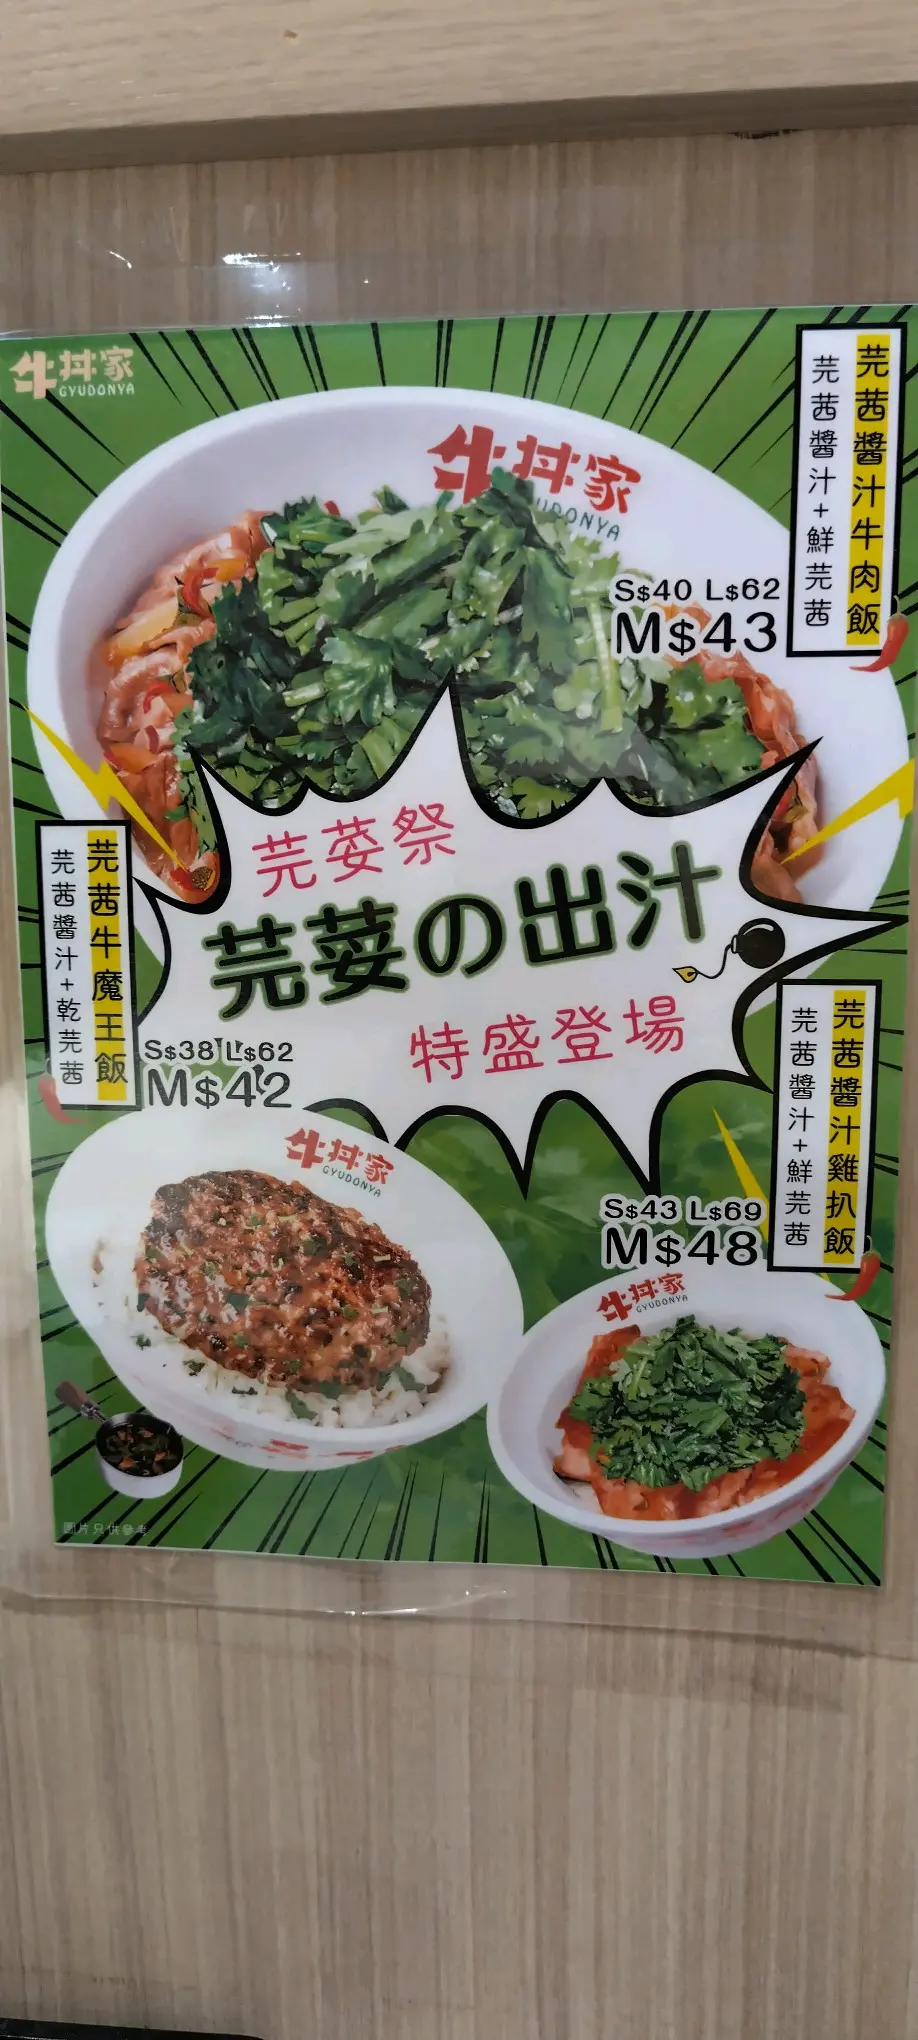 牛丼家
GYUDONYA
牛丼家
UDONYA
芫茜醬汁牛肉飯
芫茜醬汁+鮮芫茜
S$40 L$62
M$43
芫荽祭
芫荽の出汁
特盛登場
芫茜牛魔王飯
芫茜醬汁+乾芫茜
S$38 L$62
M$42
芫茜醬汁雞扒飯
芫茜醬汁+鮮芫茜
S$43 L$69
M$48
牛丼家
GYUDONYA
牛丼家
GYUDONYA
圖片只供參考